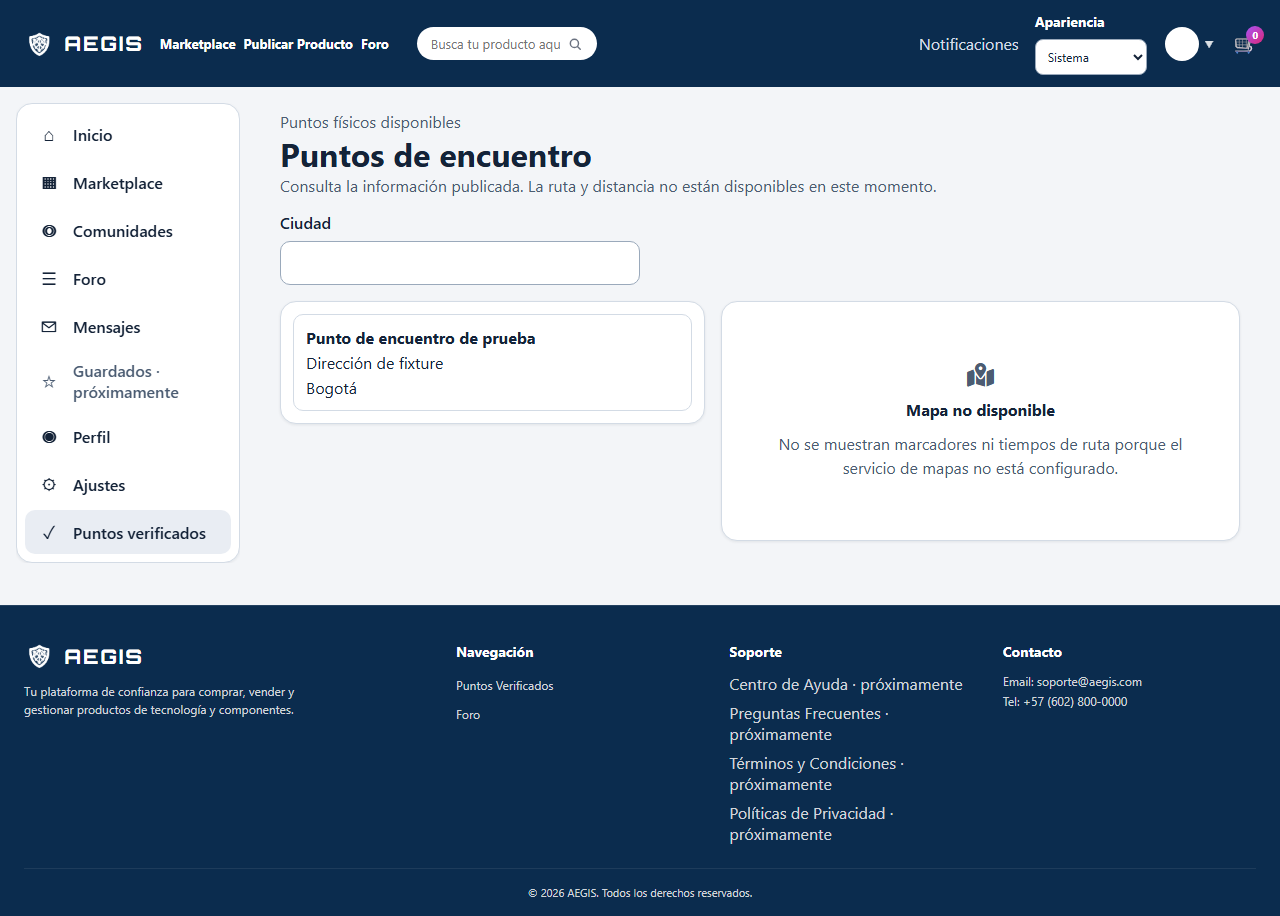 AEGIS
Marketplace Publicar Producto Foro
Busca tu producto aqu
Notificaciones
Apariencia
Sistema
0
Inicio
Marketplace
Comunidades
Foro
Mensajes
Guardados ·
próximamente
Perfil
Ajustes
Puntos verificados
Puntos físicos disponibles
Puntos de encuentro
Consulta la información publicada. La ruta y distancia no están disponibles en este momento.
Ciudad
Punto de encuentro de prueba
Dirección de fixture
Bogotá
Mapa no disponible
No se muestran marcadores ni tiempos de ruta porque el
servicio de mapas no está configurado.
AEGIS
Tu plataforma de confianza para comprar, vender y
gestionar productos de tecnología y componentes.
Navegación
Puntos Verificados
Foro
Soporte
Centro de Ayuda · próximamente
Preguntas Frecuentes ·
próximamente
Términos y Condiciones ·
próximamente
Políticas de Privacidad ·
próximamente
Contacto
Email: soporte@aegis.com
Tel: +57 (602) 800-0000
© 2026 AEGIS. Todos los derechos reservados.